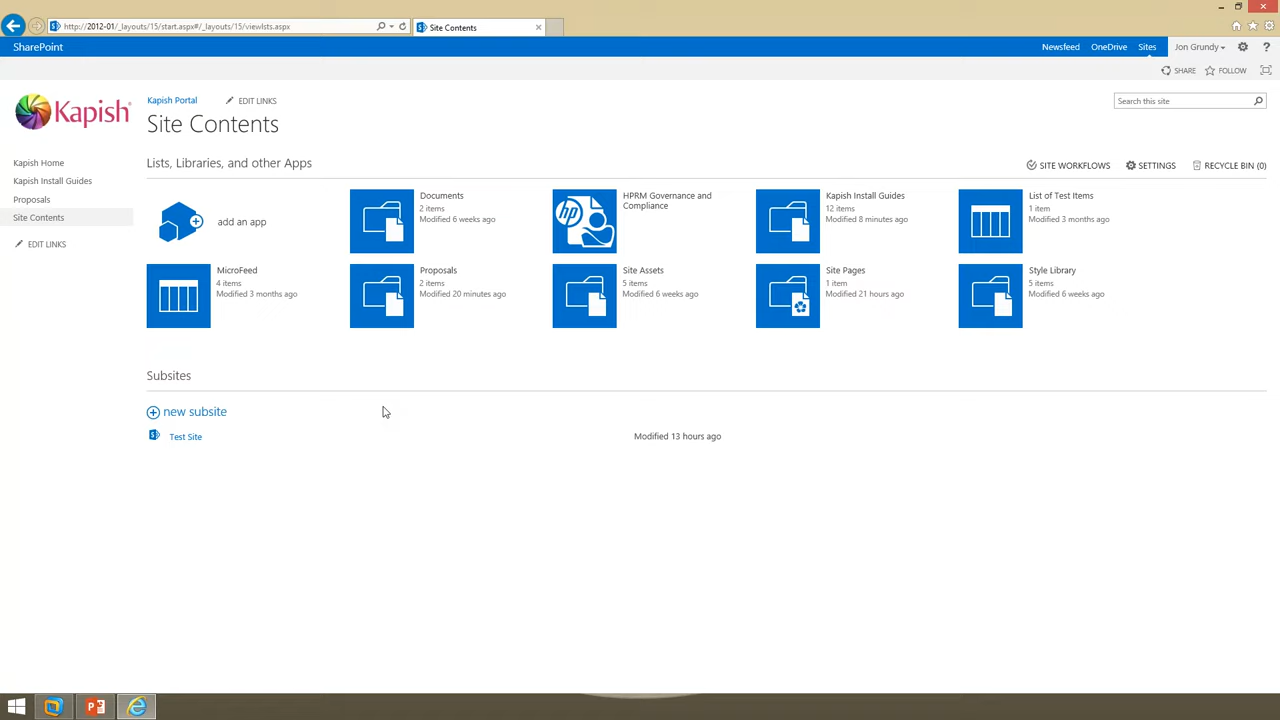 http://2012-01/_layouts/15/start.aspx#/_layouts/15/viewlsts.aspx
Site Contents
SharePoint
Newsfeed OneDrive Sites Jon Grundy ?
SHARE FOLLOW
Kapish
Kapish Portal EDIT LINKS
Search this site
Site Contents
Kapish Home
Kapish Install Guides
Proposals
Site Contents
EDIT LINKS
Lists, Libraries, and other Apps
SITE WORKFLOWS SETTINGS RECYCLE BIN (0)
add an app
Documents
2 items
Modified 6 weeks ago
hp
HPRM Governance and
Compliance
Kapish Install Guides
12 items
Modified 8 minutes ago
List of Test Items
1 item
Modified 3 months ago
MicroFeed
4 items
Modified 3 months ago
Proposals
2 items
Modified 20 minutes ago
Site Assets
5 items
Modified 6 weeks ago
Site Pages
1 item
Modified 21 hours ago
Style Library
5 items
Modified 6 weeks ago
Subsites
new subsite
Test Site Modified 13 hours ago